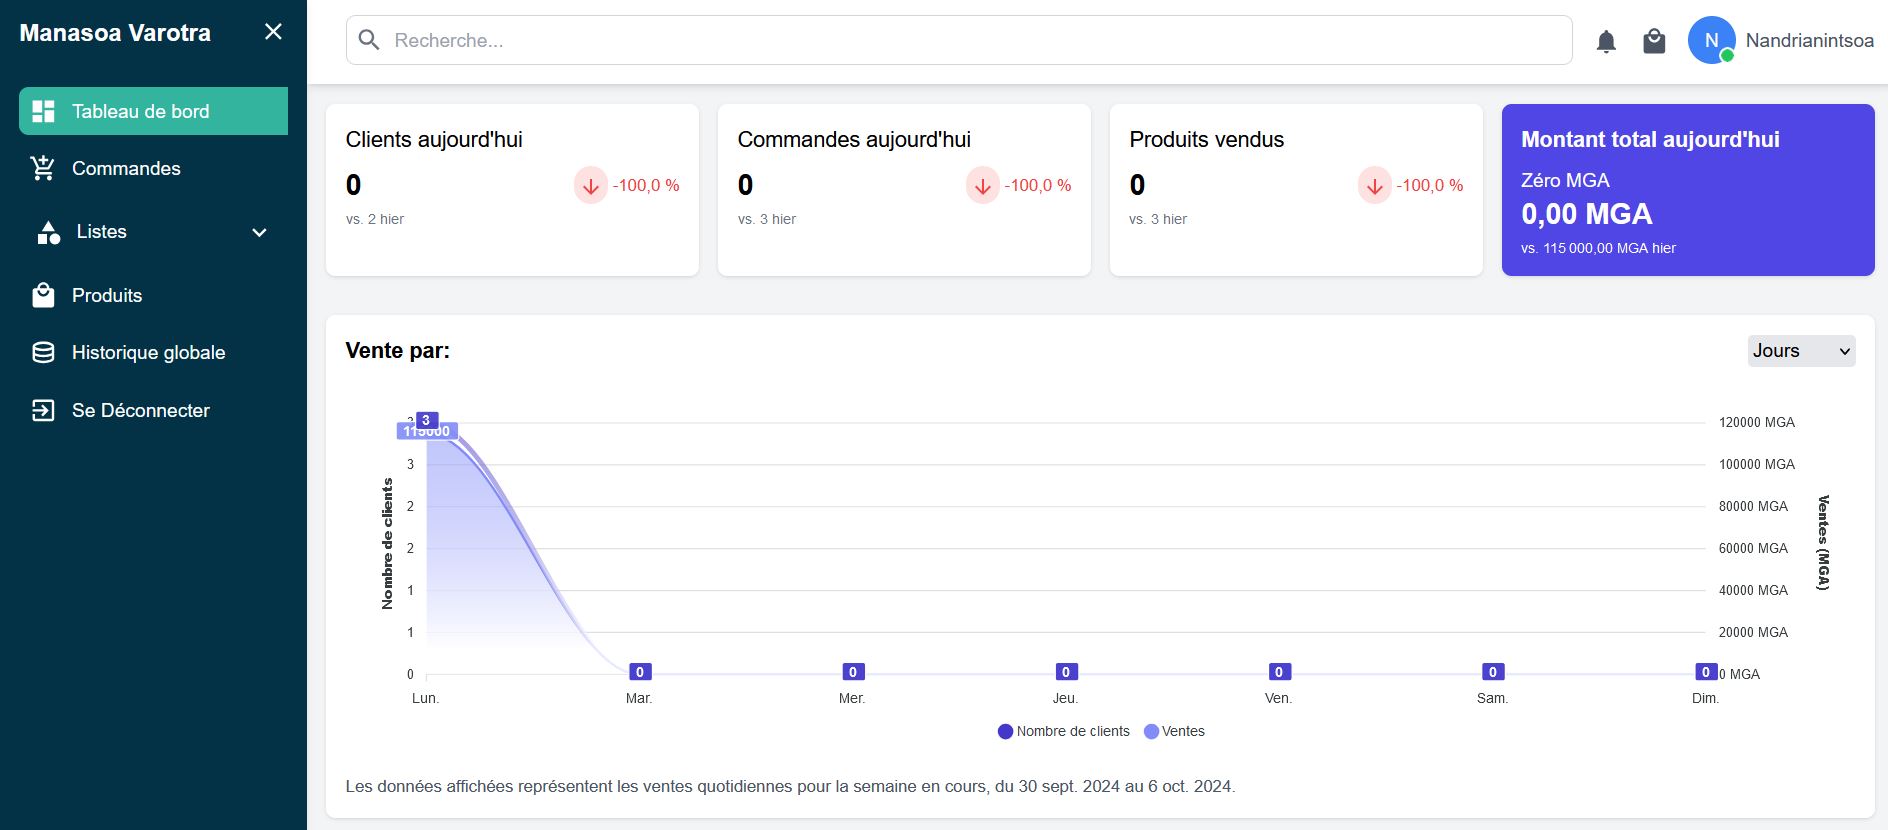 Manasoa Varotra
Recherche...
N
Nandrianintsoa
Tableau de bord
Commandes
Listes
Produits
Historique globale
Se Déconnecter
Clients aujourd'hui
0
-100,0 %
vs. 2 hier
Commandes aujourd'hui
0
-100,0 %
vs. 3 hier
Produits vendus
0
-100,0 %
vs. 3 hier
Montant total aujourd'hui
Zéro MGA
0,00 MGA
vs. 115 000,00 MGA hier
Vente par:
Jours
Nombre de clients
3
2
2
1
1
0
3
115000
0
0
0
0
0
0
120000 MGA
100000 MGA
80000 MGA
60000 MGA
40000 MGA
20000 MGA
0 MGA
Ventes (MGA)
Lun.
Mar.
Mer.
Jeu.
Ven.
Sam.
Dim.
Nombre de clients
Ventes
Les données affichées représentent les ventes quotidiennes pour la semaine en cours, du 30 sept. 2024 au 6 oct. 2024.